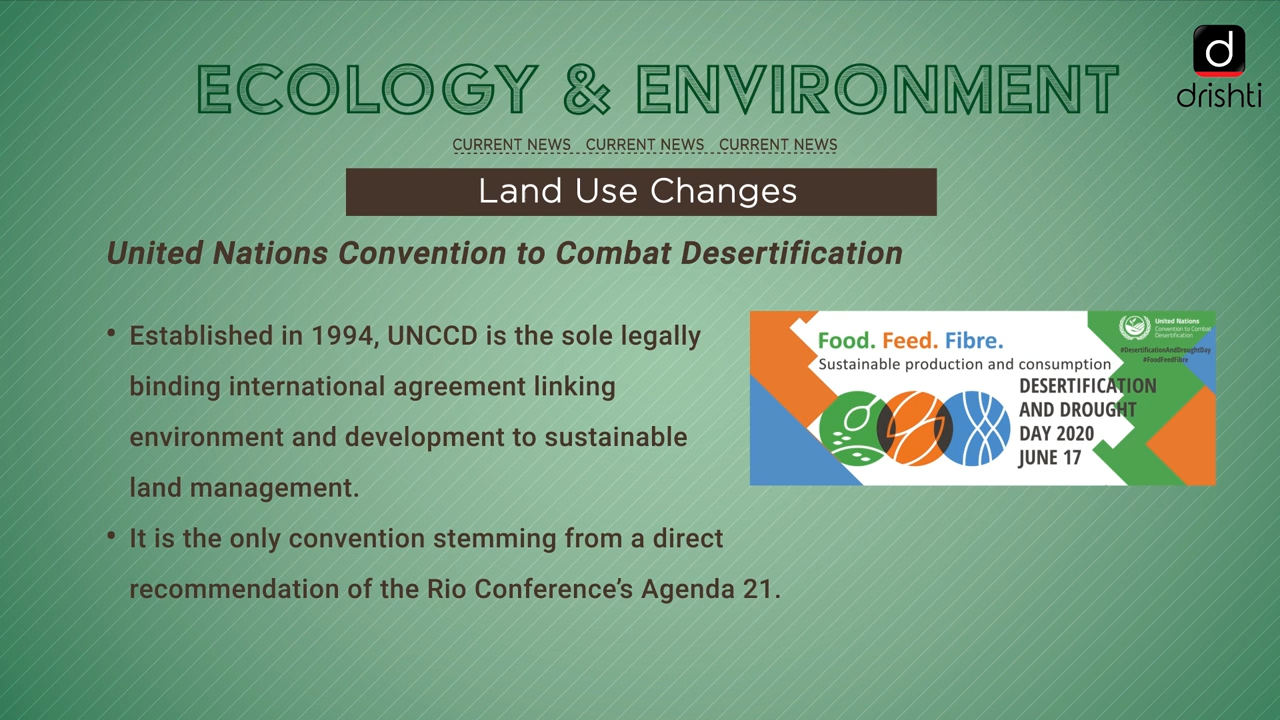 ECOLOGY & ENVIRONMENT
d
drishti
CURRENT NEWS CURRENT NEWS CURRENT NEWS
Land Use Changes
United Nations Convention to Combat Desertification
• Established in 1994, UNCCD is the sole legally
binding international agreement linking
environment and development to sustainable
land management.
• It is the only convention stemming from a direct
recommendation of the Rio Conference's Agenda 21.
Food. Feed. Fibre.
Sustainable production and consumption
DESERTIFICATION
AND DROUGHT
DAY 2020
JUNE 17
United Nations
Convention to Combat
Desertification
#DesertificationAndDroughtDay
#FoodFeedFibre